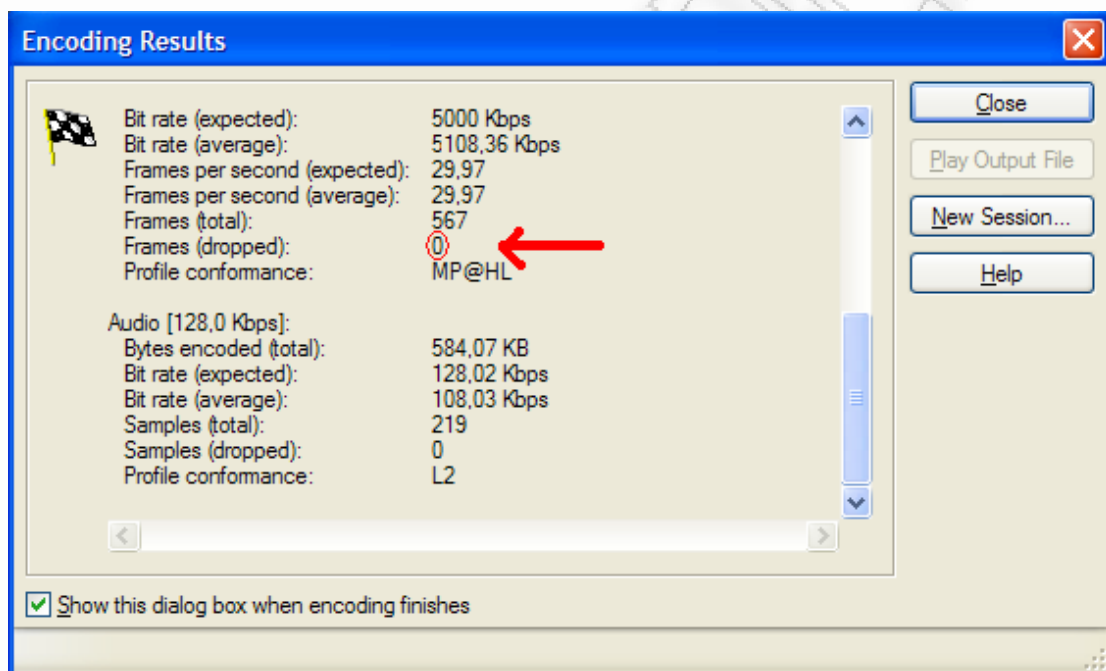 Encoding Results
Bit rate (expected): 5000 Kbps
Bit rate (average): 5108,36 Kbps
Frames per second (expected): 29,97
Frames per second (average): 29,97
Frames (total): 567
Frames (dropped): 0
Profile conformance: MP@HL
Audio [128,0 Kbps]:
Bytes encoded (total): 584,07 KB
Bit rate (expected): 128,02 Kbps
Bit rate (average): 108,03 Kbps
Samples (total): 219
Samples (dropped): 0
Profile conformance: L2
Close
Play Output File
New Session...
Help
Show this dialog box when encoding finishes